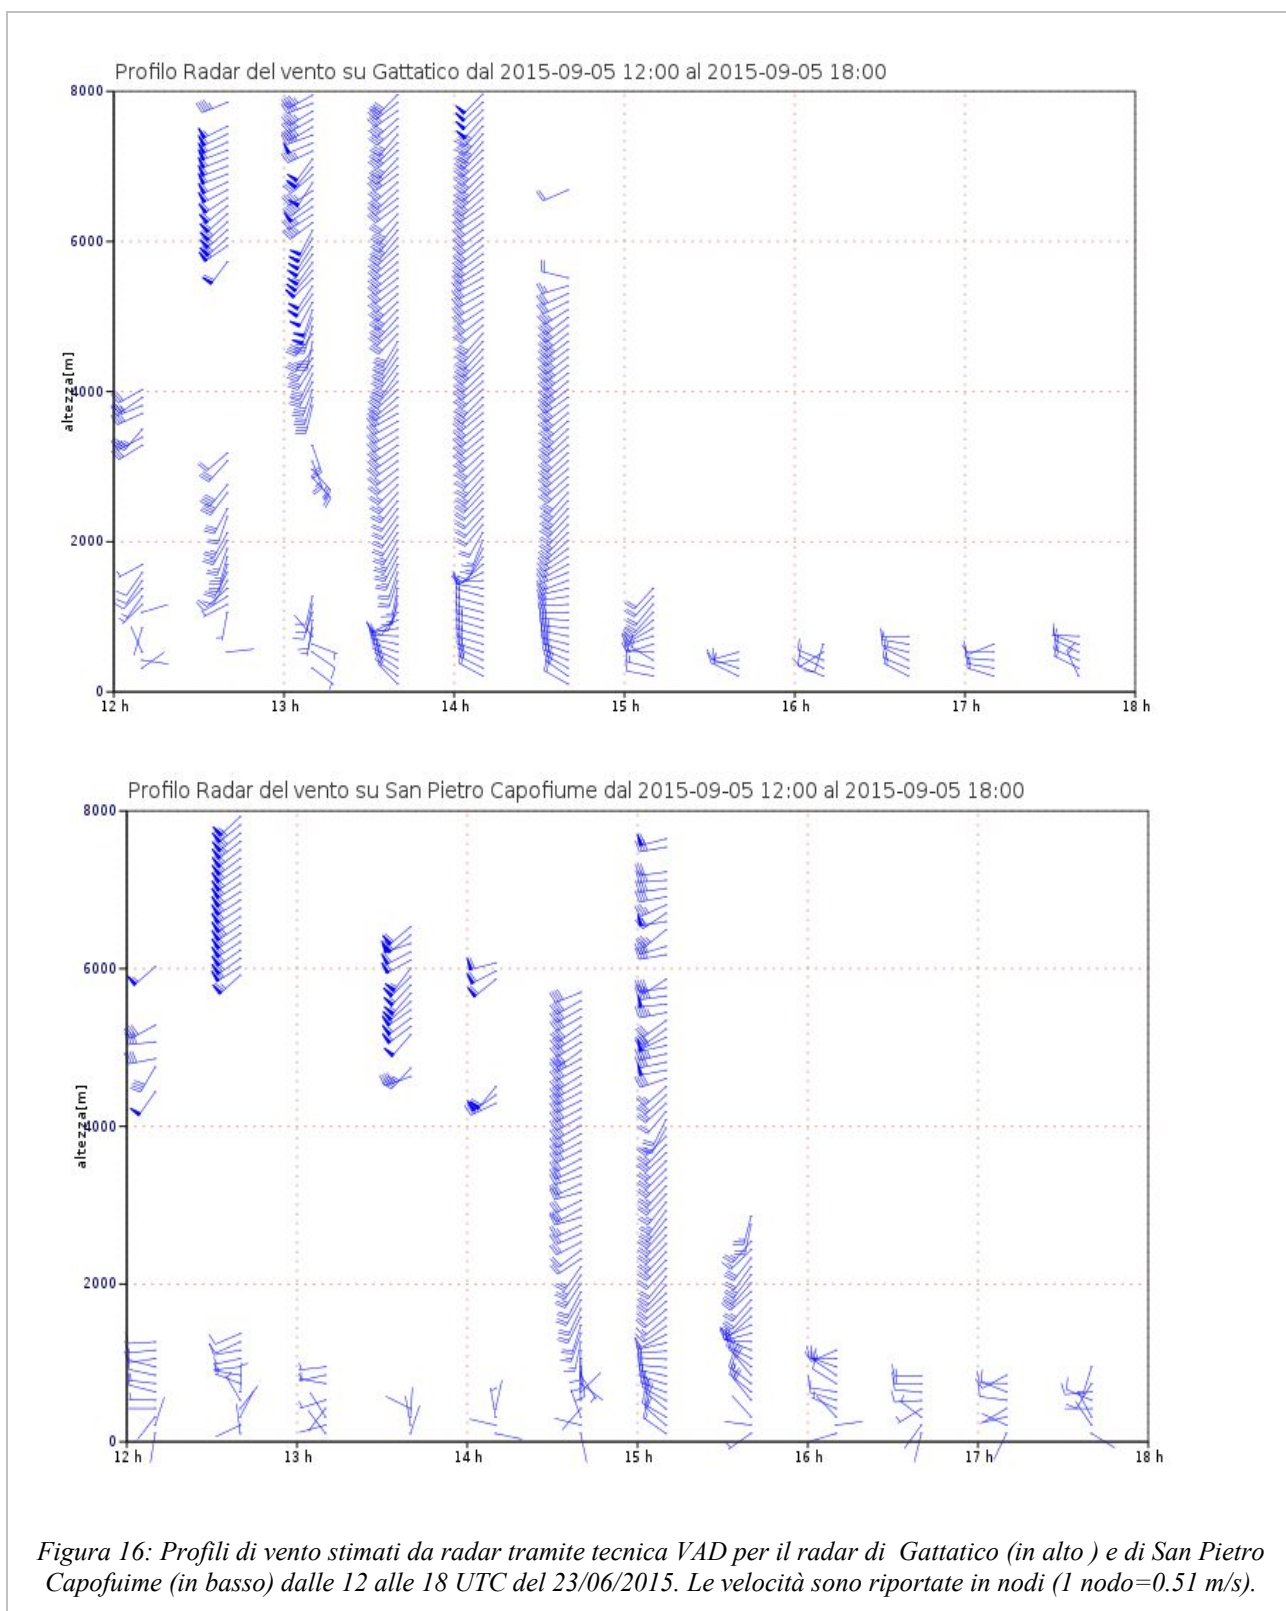 Profilo Radar del vento su Gattatico dal 2015-09-05 12:00 al 2015-09-05 18:00
8000
6000
altezza[m]
4000
2000
0
12 h 13 h 14 h 15 h 16 h 17 h 18 h
Profilo Radar del vento su San Pietro Capofiume dal 2015-09-05 12:00 al 2015-09-05 18:00
8000
6000
altezza[m]
4000
2000
0
12 h 13 h 14 h 15 h 16 h 17 h 18 h
Figura 16: Profili di vento stimati da radar tramite tecnica VAD per il radar di Gattatico (in alto ) e di San Pietro
Capofuime (in basso) dalle 12 alle 18 UTC del 23/06/2015. Le velocità sono riportate in nodi (1 nodo=0.51 m/s).